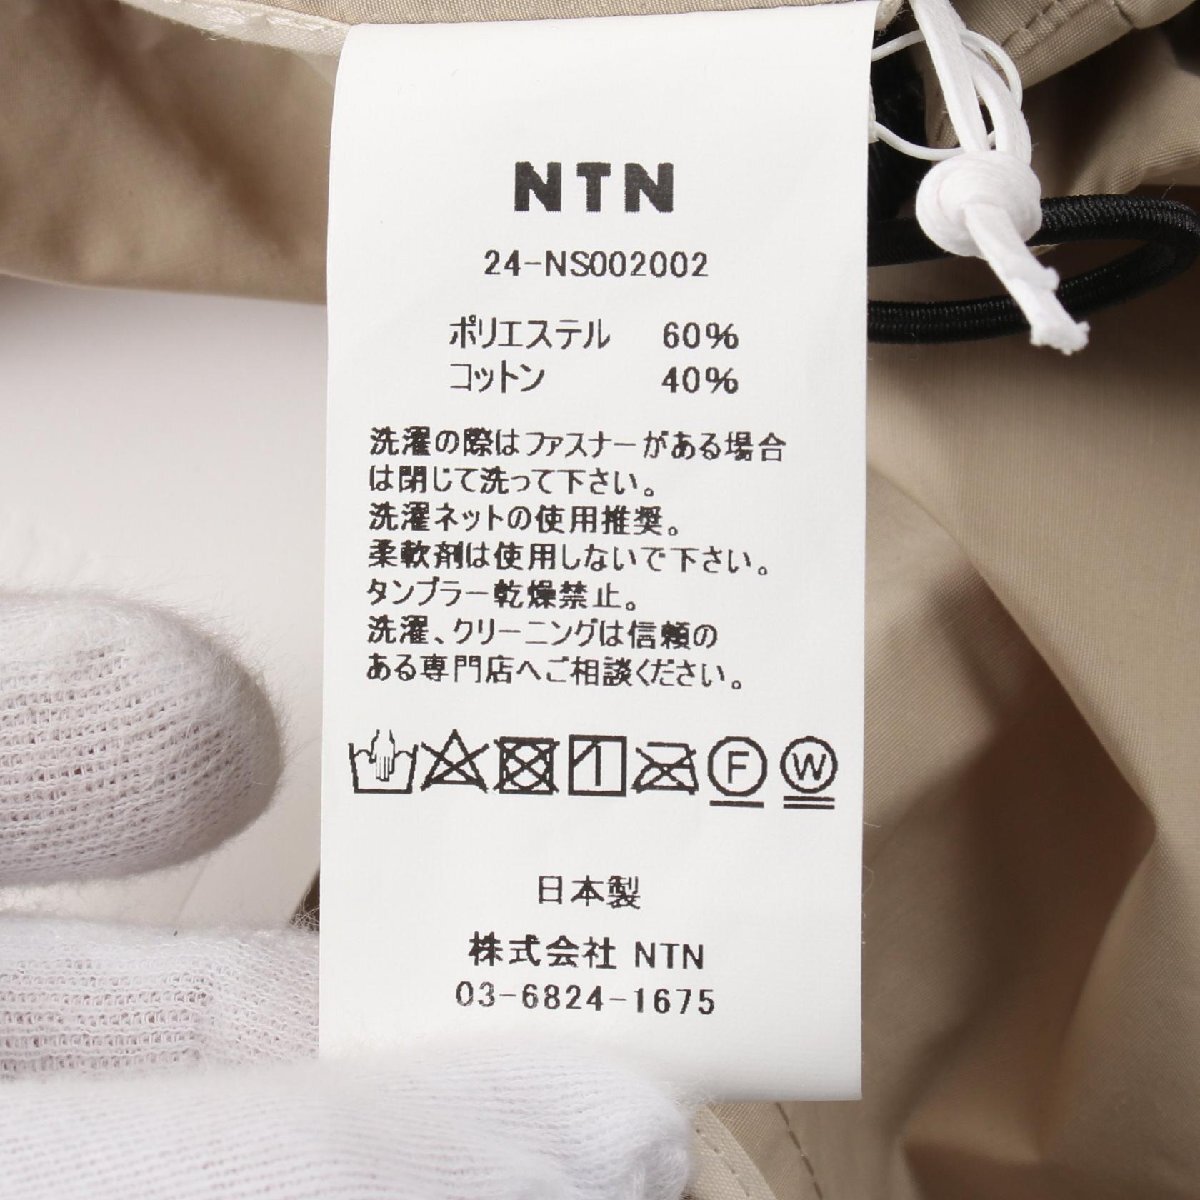 NTN
24-NS002002
ポリエステル 60%
コットン 40%
洗濯の際はファスナーがある場合
は閉じて洗って下さい。
洗濯ネットの使用推奨。
柔軟剤は使用しないで下さい。
タンブラー乾燥禁止。
洗濯、クリーニングは信頼の
ある専門店へご相談ください。
F W
日本製
株式会社 NTN
03-6824-1675